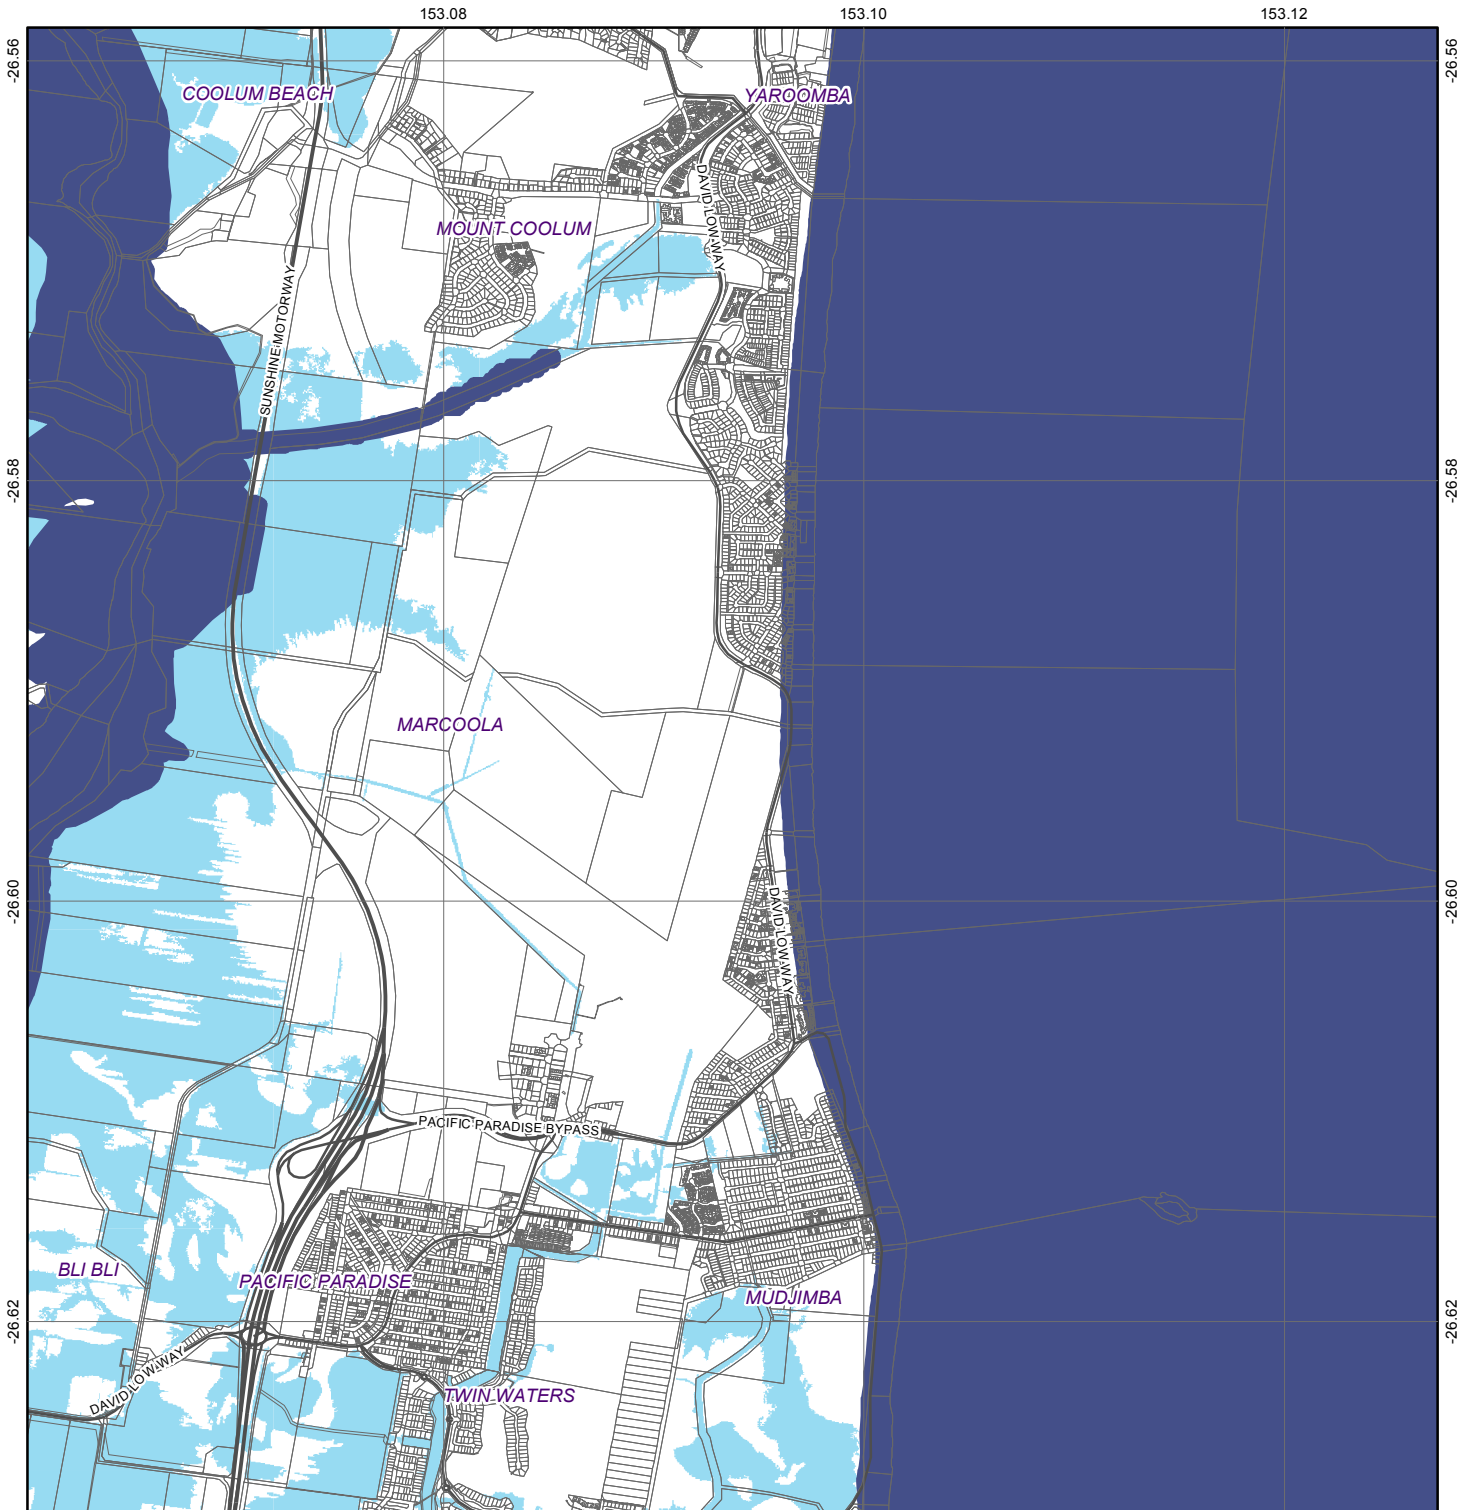 153.08
153.10
153.12
-26.56
-26.56
COOLUM BEACH
YAROOMBA
DAVID LOW WAY
MOUNT COOLUM
SUNSHINE MOTORWAY
-26.58
-26.58
MARCOOLA
-26.60
-26.60
DAVID LOW WAY
PACIFIC PARADISE BYPASS
BLI BLI
PACIFIC PARADISE
MUDJIMBA
-26.62
-26.62
DAVID LOW WAY
TWIN WATERS